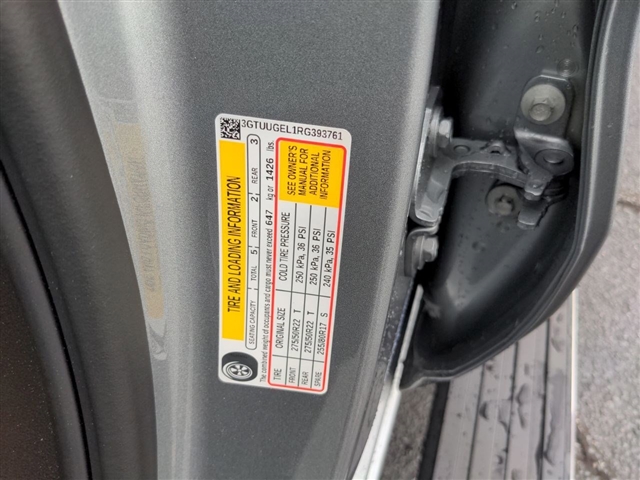 3GTUUGEL1RG393761
TIRE AND LOADING INFORMATION
SEATING CAPACITY TOTAL 5 FRONT 2 REAR 3
The combined weight of occupants and cargo must never exceed 647 kg or 1426 lbs.
TIRE ORIGINAL SIZE COLD TIRE PRESSURE
FRONT 275/50R22 T 250 kPa, 36 PSI
REAR 275/50R22 T 250 kPa, 36 PSI
SPARE 255/80R17 S 240 kPa, 35 PSI
SEE OWNER'S
MANUAL FOR
ADDITIONAL
INFORMATION